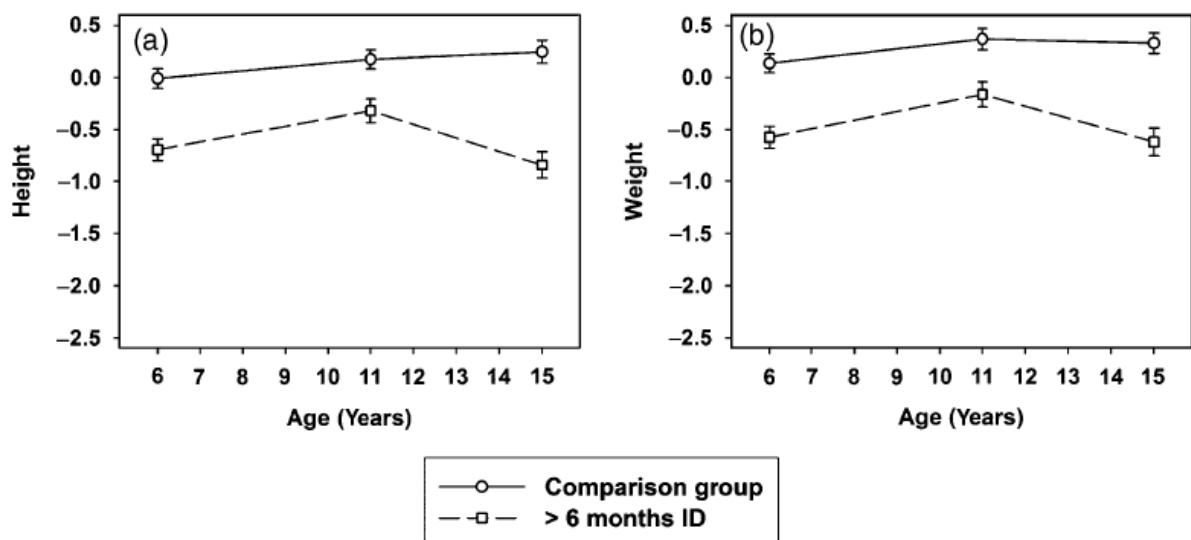 (a)
Height
0.5
0.0
−0.5
−1.0
−1.5
−2.0
−2.5
6 7 8 9 10 11 12 13 14 15
Age (Years)
(b)
Weight
0.5
0.0
−0.5
−1.0
−1.5
−2.0
−2.5
6 7 8 9 10 11 12 13 14 15
Age (Years)
Comparison group
> 6 months ID